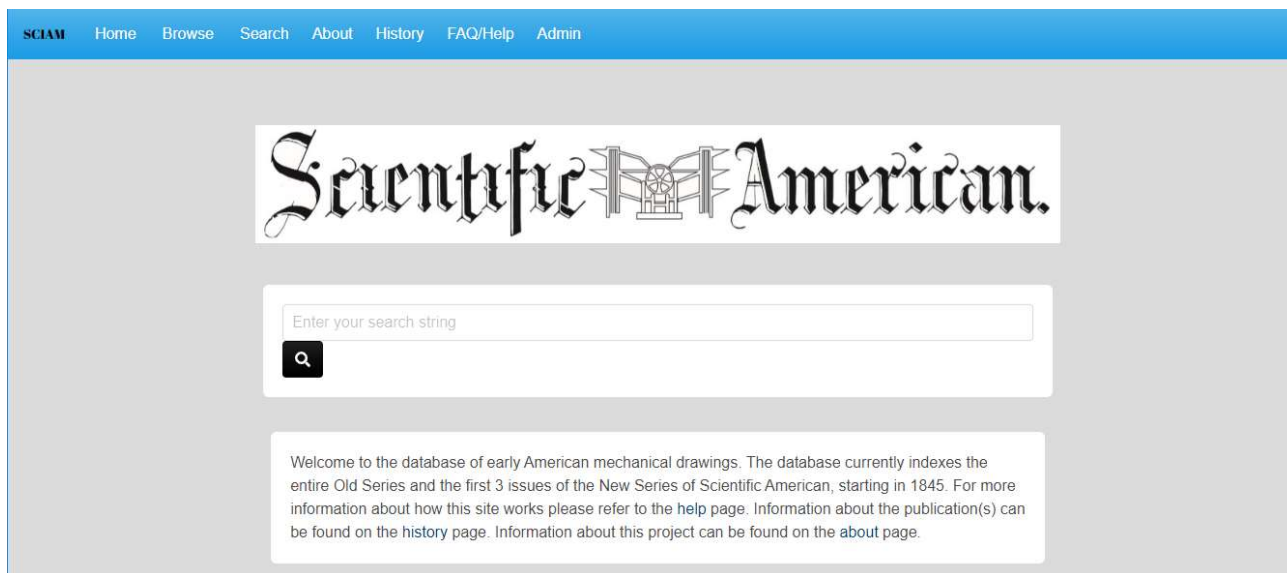 SCIAM Home Browse Search About History FAQ/Help Admin
Scientific American.
Enter your search string
Welcome to the database of early American mechanical drawings. The database currently indexes the
entire Old Series and the first 3 issues of the New Series of Scientific American, starting in 1845. For more
information about how this site works please refer to the help page. Information about the publication(s) can
be found on the history page. Information about this project can be found on the about page.